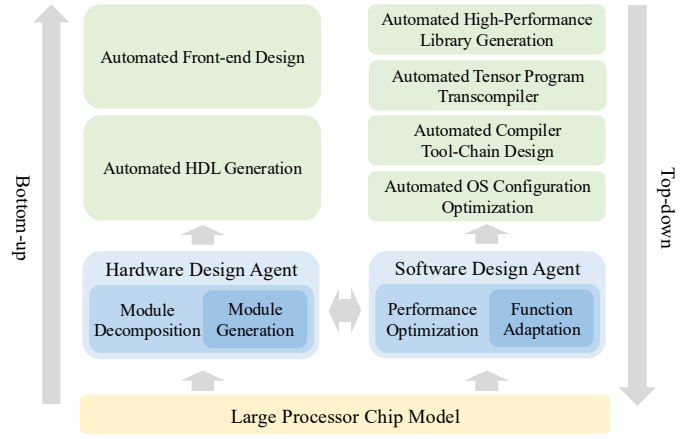 Bottom-up
Automated Front-end Design
Automated HDL Generation
Automated High-Performance
Library Generation
Automated Tensor Program
Transcompiler
Automated Compiler
Tool-Chain Design
Automated OS Configuration
Optimization
Top-down
Hardware Design Agent
Module
Decomposition
Module
Generation
Software Design Agent
Performance
Optimization
Function
Adaptation
Large Processor Chip Model